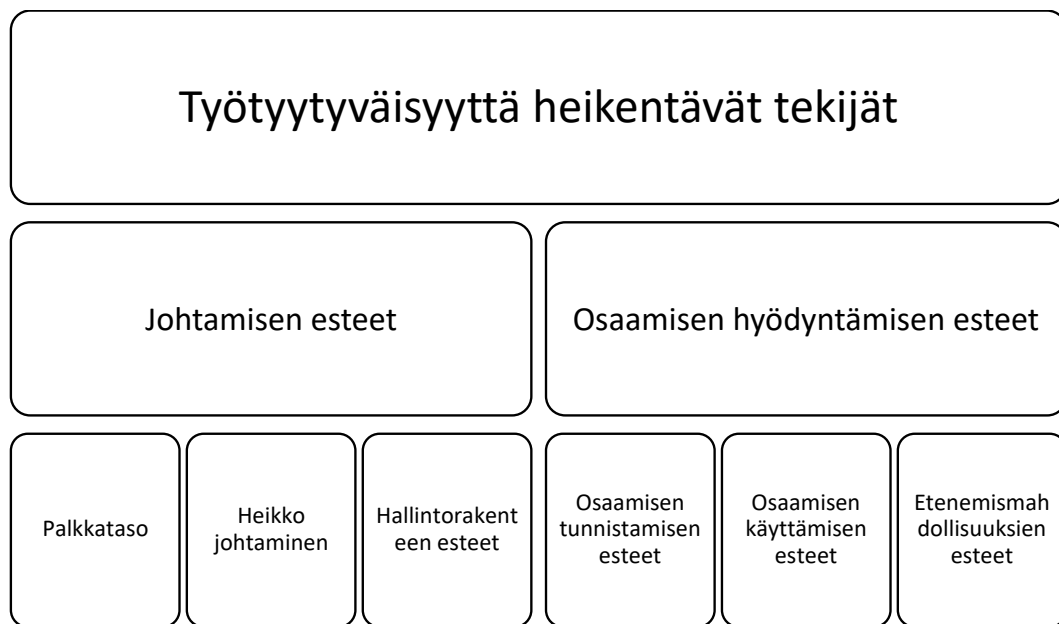 Työtyytyväisyyttä heikentävät tekijät
Johtamisen esteet
Osaamisen hyödyntämisen esteet
Palkkataso
Heikko
johtaminen
Hallintorakent
een esteet
Osaamisen
tunnistamisen
esteet
Osaamisen
käyttämisen
esteet
Etenemismah
dollisuuksien
esteet